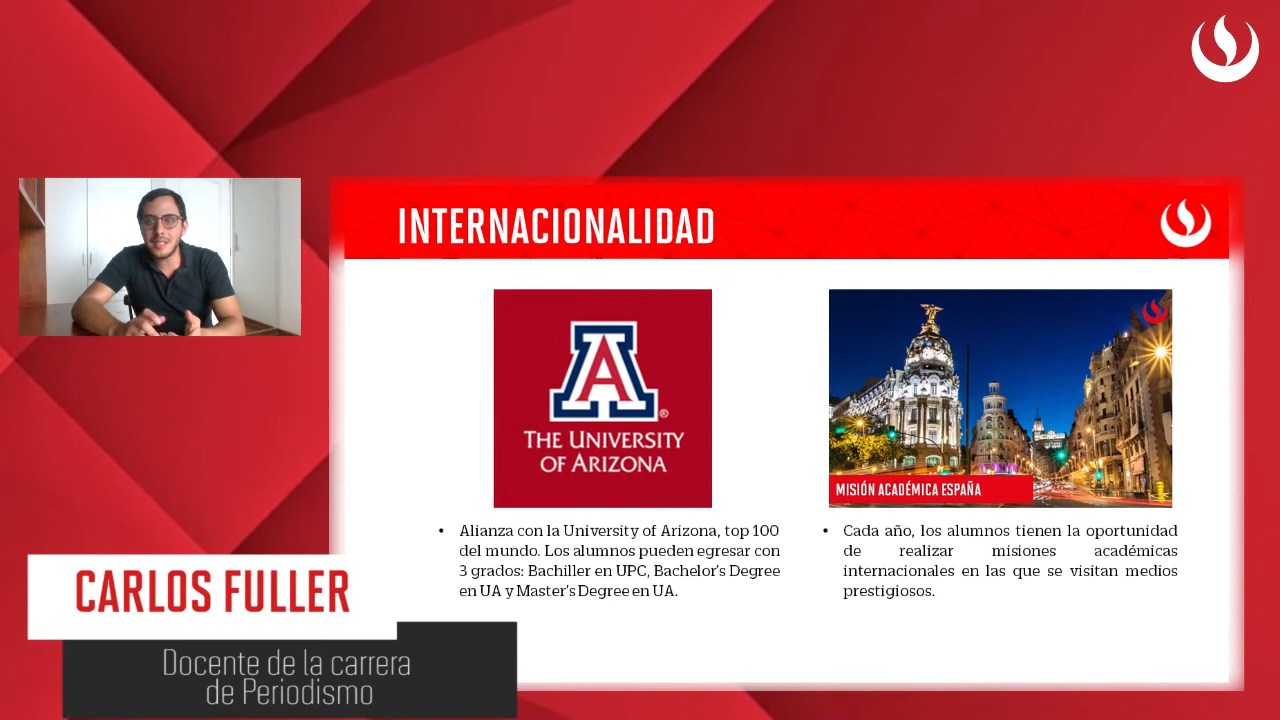 INTERNACIONALIDAD
THE UNIVERSITY
OF ARIZONA
MISIÓN ACADÉMICA ESPAÑA
• Alianza con la University of Arizona, top 100
del mundo. Los alumnos pueden egresar con
3 grados: Bachiller en UPC, Bachelor's Degree
en UA y Master's Degree en UA.
• Cada año, los alumnos tienen la oportunidad
de realizar misiones académicas
internacionales en las que se visitan medios
prestigiosos.
CARLOS FULLER
Docente de la carrera
de Periodismo